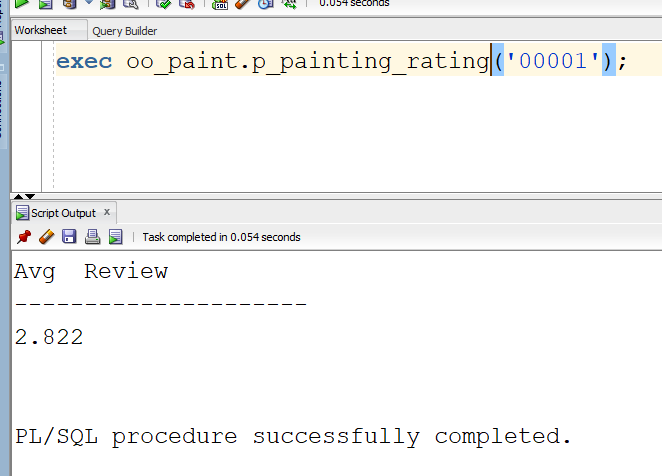 0.054 seconds
Worksheet
Query Builder
exec oo_paint.p_painting_rating('00001');
Script Output x
Task completed in 0.054 seconds
Avg  Review
---------------------
2.822
PL/SQL procedure successfully completed.